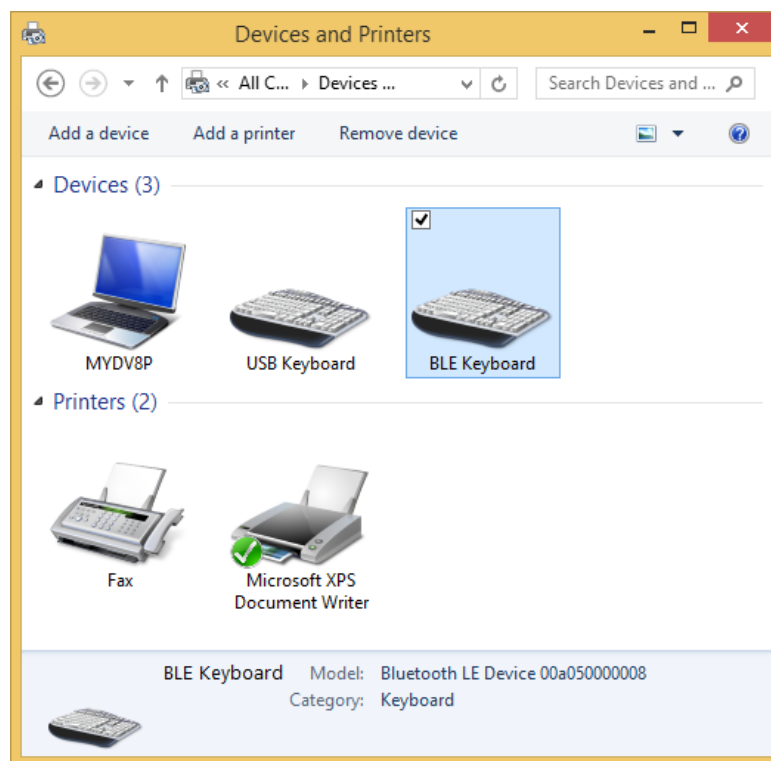 Devices and Printers
« All C... Devices ...
Search Devices and ...
Add a device Add a printer Remove device
Devices (3)
MYDV8P USB Keyboard BLE Keyboard
Printers (2)
Fax Microsoft XPS
Document Writer
BLE Keyboard Model: Bluetooth LE Device 00a050000008
Category: Keyboard